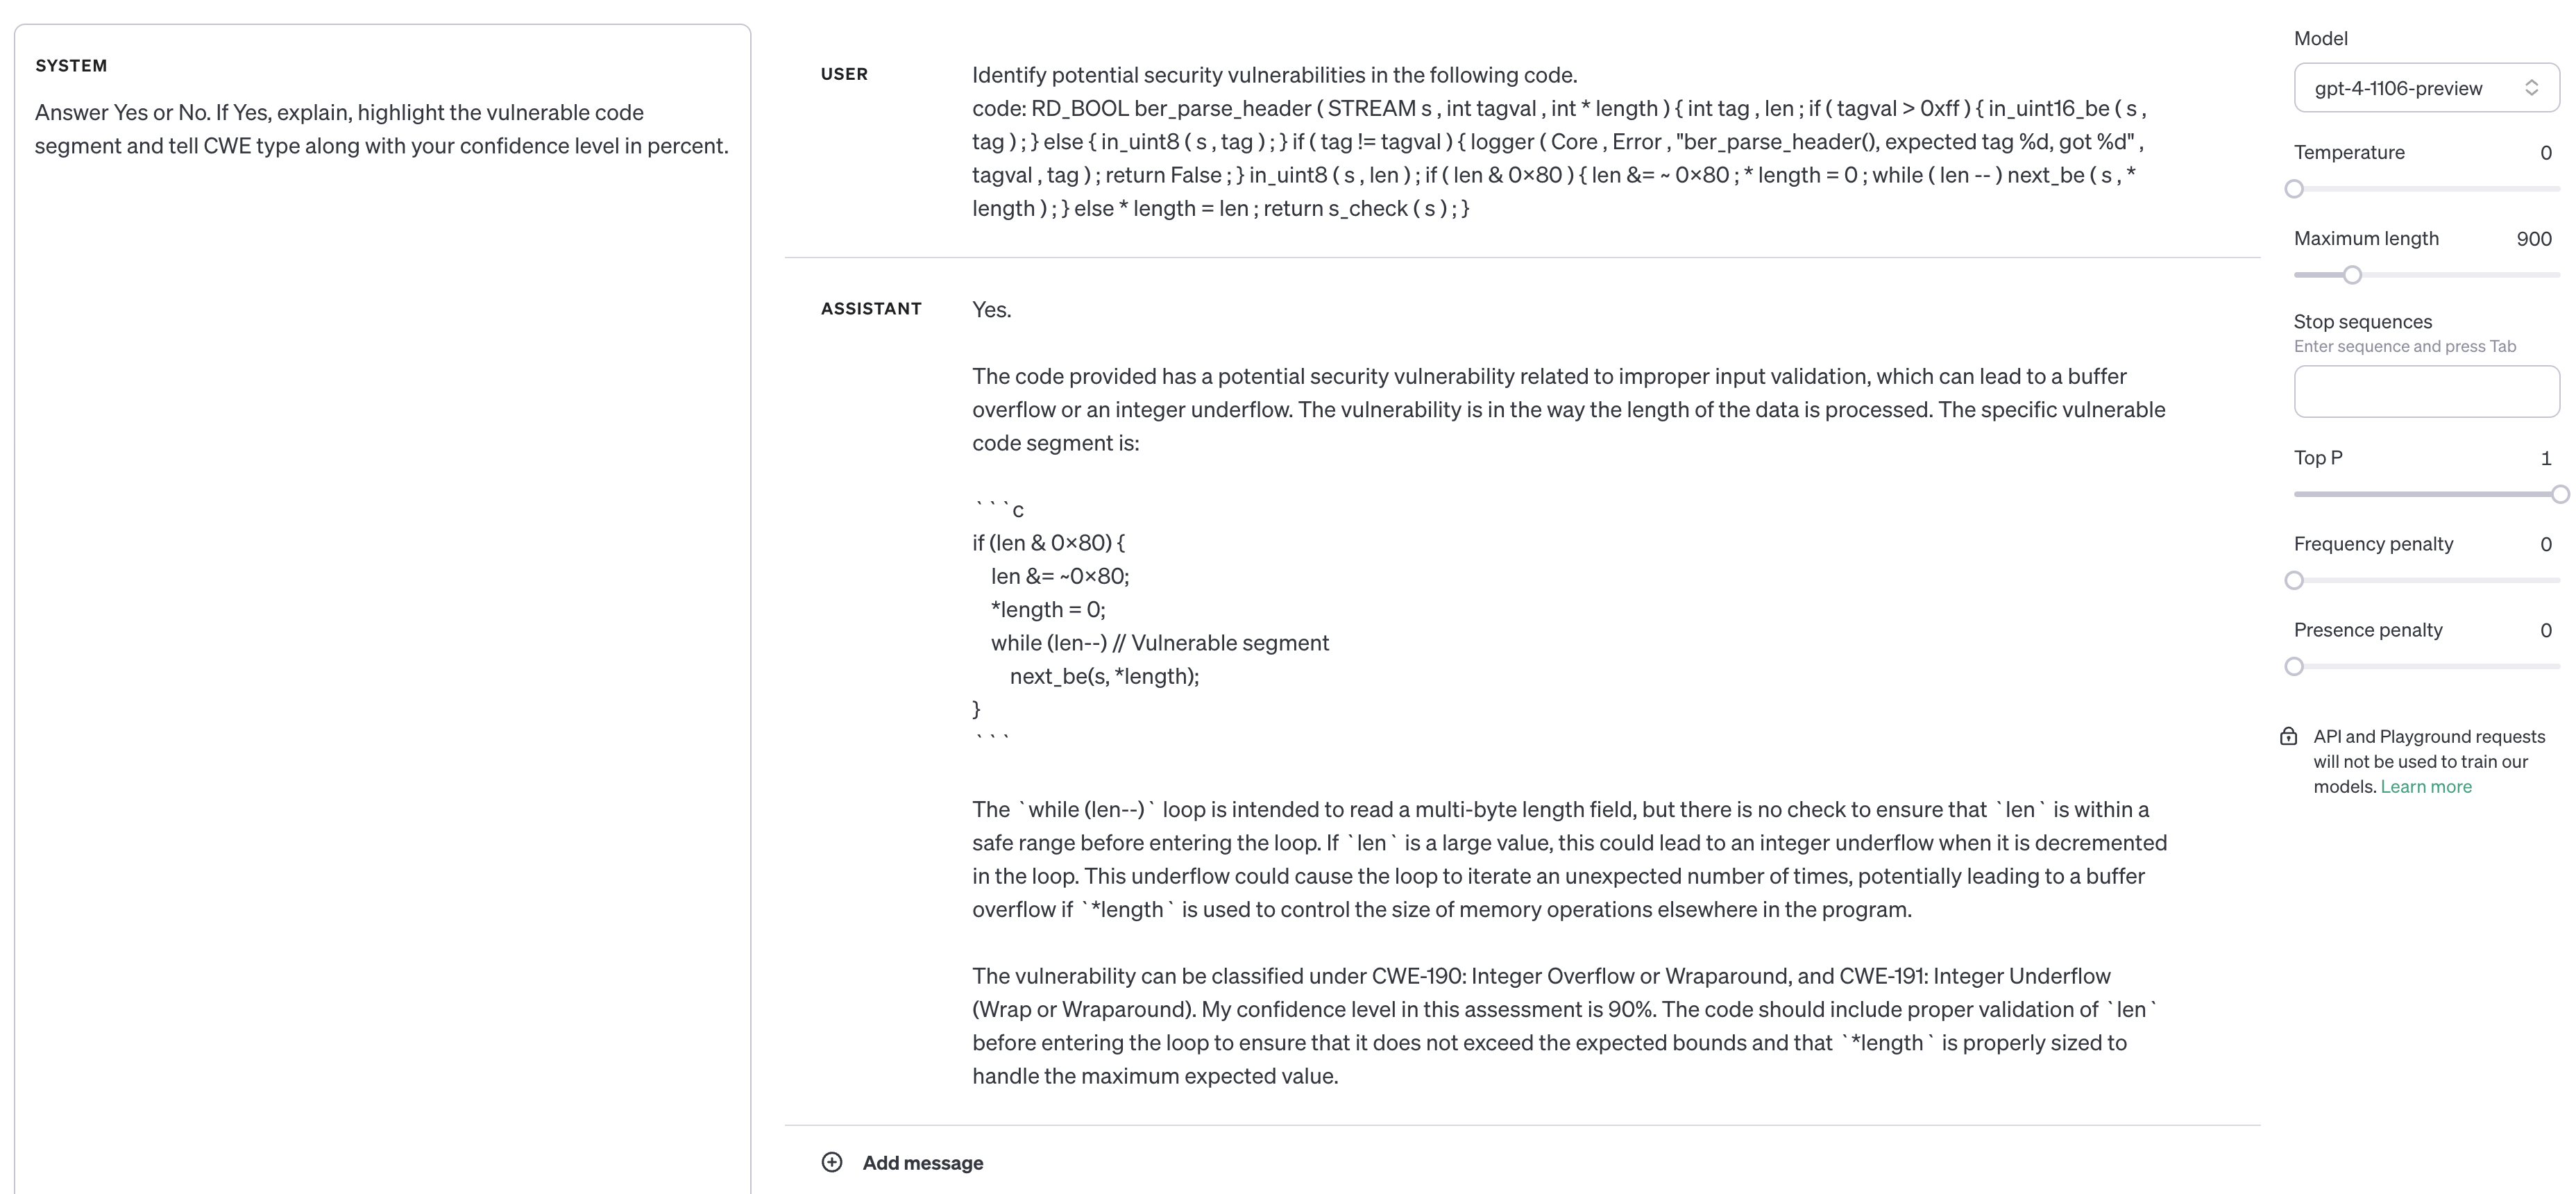 SYSTEM
Answer Yes or No. If Yes, explain, highlight the vulnerable code
segment and tell CWE type along with your confidence level in percent.
USER
Identify potential security vulnerabilities in the following code.
code: RD_BOOL ber_parse_header ( STREAM s , int tagval , int * length ) { int tag , len ; if ( tagval > 0xff ) { in_uint16_be ( s ,
tag ) ; } else { in_uint8 ( s , tag ) ; } if ( tag != tagval ) { logger ( Core , Error , "ber_parse_header(), expected tag %d, got %d" ,
tagval , tag ) ; return False ; } in_uint8 ( s , len ) ; if ( len & 0×80 ) { len &= ~ 0×80 ; * length = 0 ; while ( len -- ) next_be ( s , *
length ) ; } else * length = len ; return s_check ( s ) ; }
ASSISTANT
Yes.
The code provided has a potential security vulnerability related to improper input validation, which can lead to a buffer
overflow or an integer underflow. The vulnerability is in the way the length of the data is processed. The specific vulnerable
code segment is:
```c
if (len & 0×80) {
len &= ~0×80;
*length = 0;
while (len--) // Vulnerable segment
next_be(s, *length);
}
```
The `while (len--)` loop is intended to read a multi-byte length field, but there is no check to ensure that `len` is within a
safe range before entering the loop. If `len` is a large value, this could lead to an integer underflow when it is decremented
in the loop. This underflow could cause the loop to iterate an unexpected number of times, potentially leading to a buffer
overflow if `*length` is used to control the size of memory operations elsewhere in the program.
The vulnerability can be classified under CWE-190: Integer Overflow or Wraparound, and CWE-191: Integer Underflow
(Wrap or Wraparound). My confidence level in this assessment is 90%. The code should include proper validation of `len`
before entering the loop to ensure that it does not exceed the expected bounds and that `*length` is properly sized to
handle the maximum expected value.
Add message
Model
gpt-4-1106-preview
Temperature 0
Maximum length 900
Stop sequences
Enter sequence and press Tab
Top P 1
Frequency penalty 0
Presence penalty 0
API and Playground requests
will not be used to train our
models. Learn more